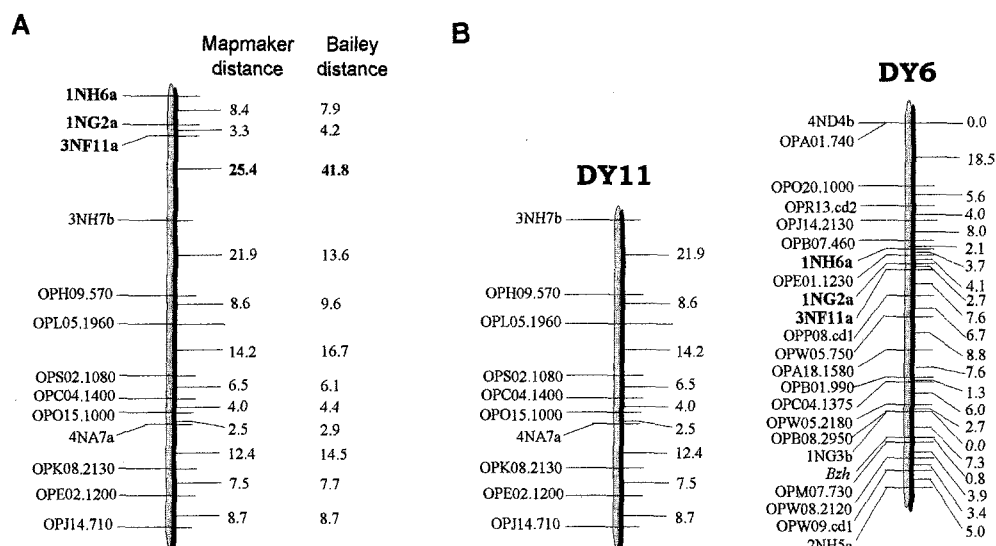 A
Mapmaker distance
Bailey distance
1NH6a
8.4 7.9
1NG2a
3.3 4.2
3NF11a
25.4 41.8
3NH7b
21.9 13.6
OPH09.570
8.6 9.6
OPL05.1960
14.2 16.7
OPS02.1080
6.5 6.1
OPC04.1400
4.0 4.4
OPO15.1000
2.5 2.9
4NA7a
12.4 14.5
OPK08.2130
7.5 7.7
OPE02.1200
8.7 8.7
OPJ14.710
B
DY11
3NH7b
21.9
OPH09.570
8.6
OPL05.1960
14.2
OPS02.1080
6.5
OPC04.1400
4.0
OPO15.1000
2.5
4NA7a
12.4
OPK08.2130
7.5
OPE02.1200
8.7
OPJ14.710
DY6
4ND4b
0.0
OPA01.740
18.5
OPO20.1000
5.6
OPR13.cd2
4.0
OPJ14.2130
8.0
OPB07.460
2.1
1NH6a
3.7
OPE01.1230
4.1
1NG2a
2.7
3NF11a
7.6
OPP08.cd1
6.7
OPW05.750
8.8
OPA18.1580
7.6
OPB01.990
1.3
OPC04.1375
6.0
OPW05.2180
2.7
OPB08.2950
0.0
1NG3b
7.3
Bzh
0.8
OPM07.730
3.9
OPW08.2120
3.4
OPW09.cd1
5.0
2NH5a